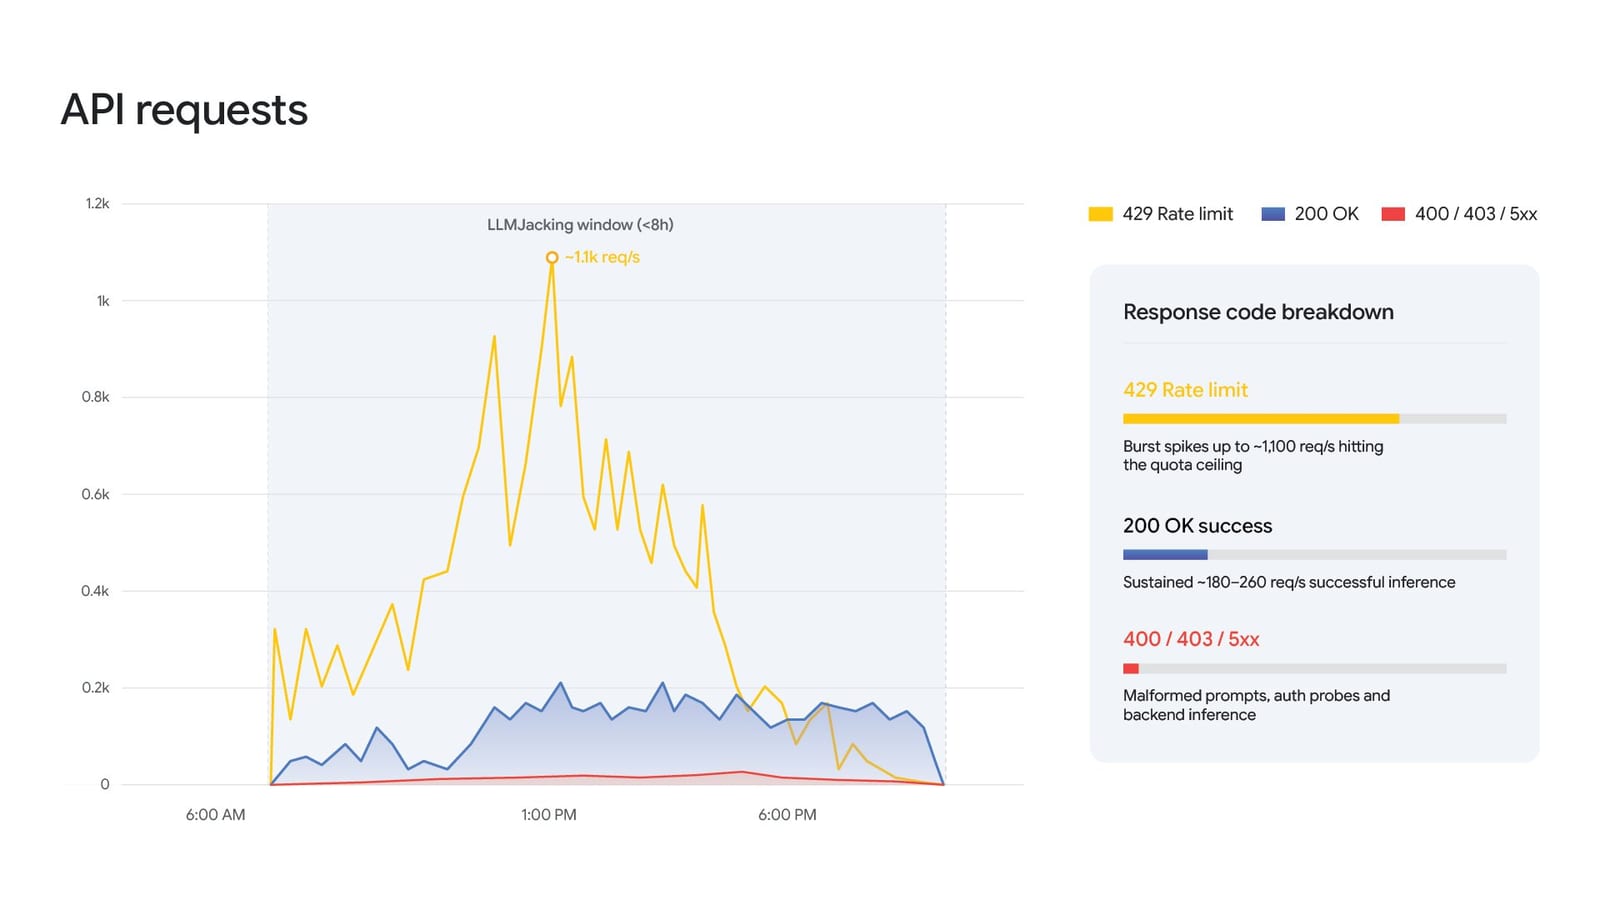 API requests
1.2k
1k
0.8k
0.6k
0.4k
0.2k
0
LLMJacking window (<8h)
~1.1k req/s
6:00 AM
1:00 PM
6:00 PM
429 Rate limit
200 OK
400 / 403 / 5xx
Response code breakdown
429 Rate limit
Burst spikes up to ~1,100 req/s hitting
the quota ceiling
200 OK success
Sustained ~180–260 req/s successful inference
400 / 403 / 5xx
Malformed prompts, auth probes and
backend inference